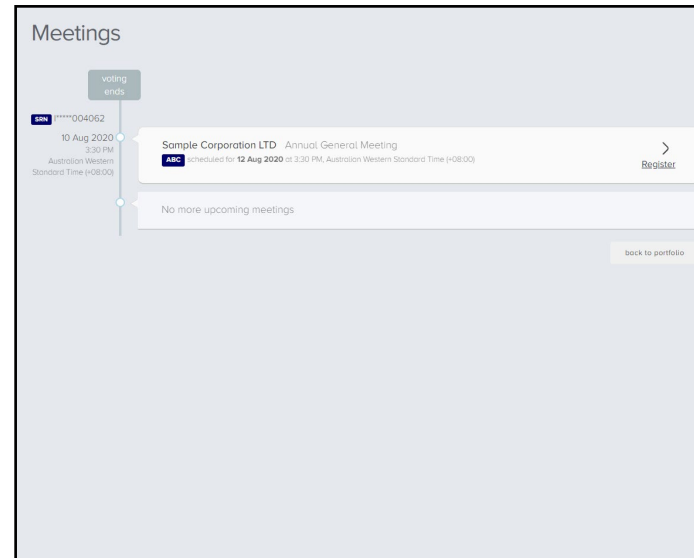 Meetings
voting
ends
SRN I*****004062
10 Aug 2020
3:30 PM
Australian Western
Standard Time (+08:00)
Sample Corporation LTD Annual General Meeting
ABC scheduled for 12 Aug 2020 at 3:30 PM, Australian Western Standard Time (+08:00)
Register
No more upcoming meetings
back to portfolio